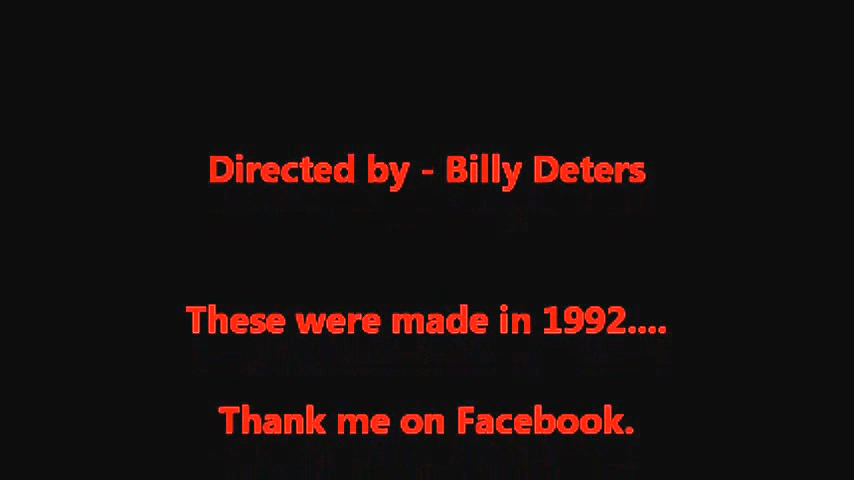 Directed by - Billy Deters
These were made in 1992....
Thank me on Facebook.